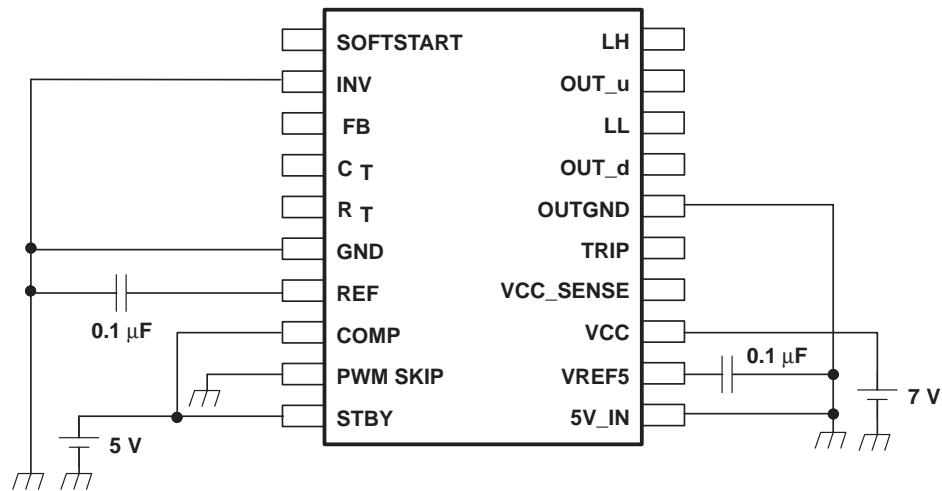 SOFTSTART LH
INV OUT_u
FB LL
C T OUT_d
R T OUTGND
GND TRIP
REF VCC_SENSE
0.1 μF
COMP VCC
0.1 μF
PWM SKIP VREF5
7 V
STBY 5V_IN
5 V